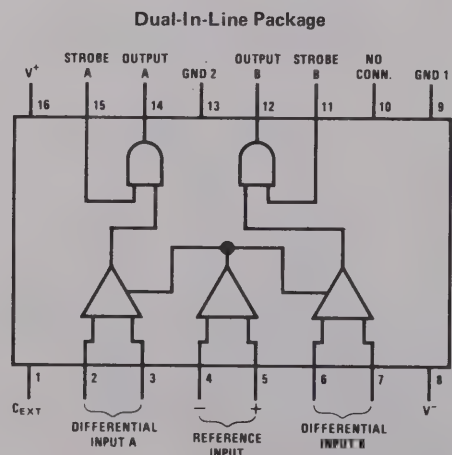 Dual-In-Line Package
V+ STROBE A OUTPUT A GND 2 OUTPUT B STROBE B NO CONN. GND 1
16 15 14 13 12 11 10 9
1 2 3 4 5 6 7 8
CEXT DIFFERENTIAL INPUT A − REFERENCE INPUT + DIFFERENTIAL INPUT B V−